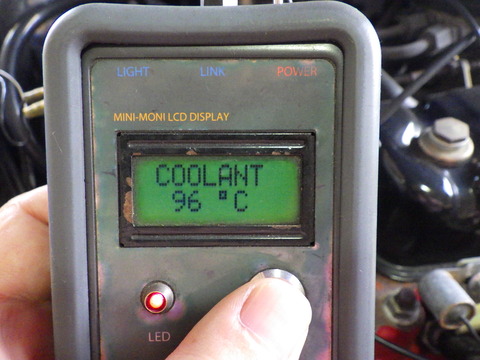 LIGHT LINK POWER
MINI-MONI LCD DISPLAY
COOLANT
96 °C
LED